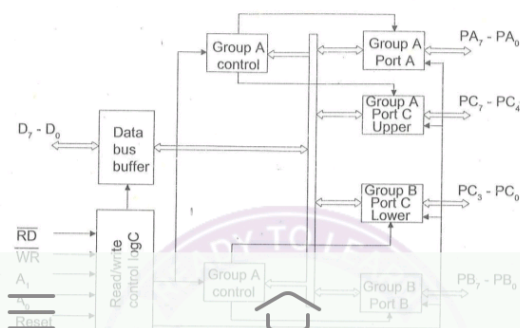 Group A
control
Group A
Port A
PA7 - PA0
Group A
Port C
Upper
PC7 - PC4
D7 - D0
Data
bus
buffer
Group B
Port C
Lower
PC3 - PC0
RD
WR
A1
A0
Reset
Read/write
control logC
Group A
control
Group B
Port B
PB7 - PB0